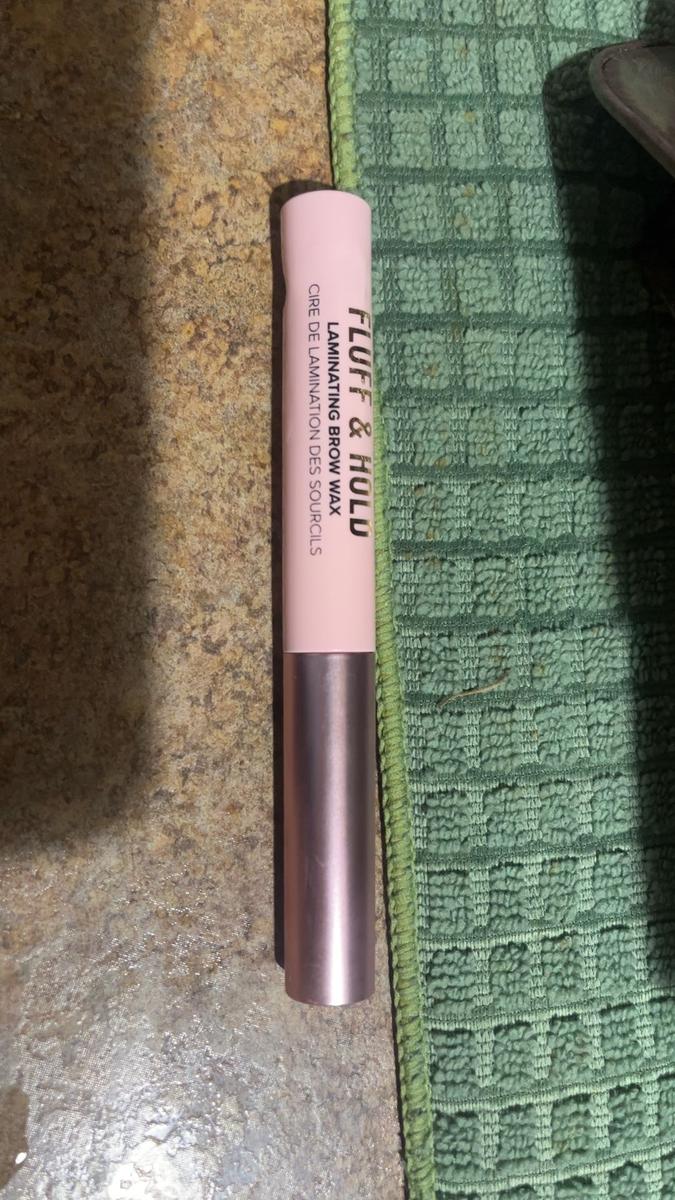 FLUFF & HOLD
LAMINATING BROW WAX
CIRE DE LAMINATION DES SOURCILS